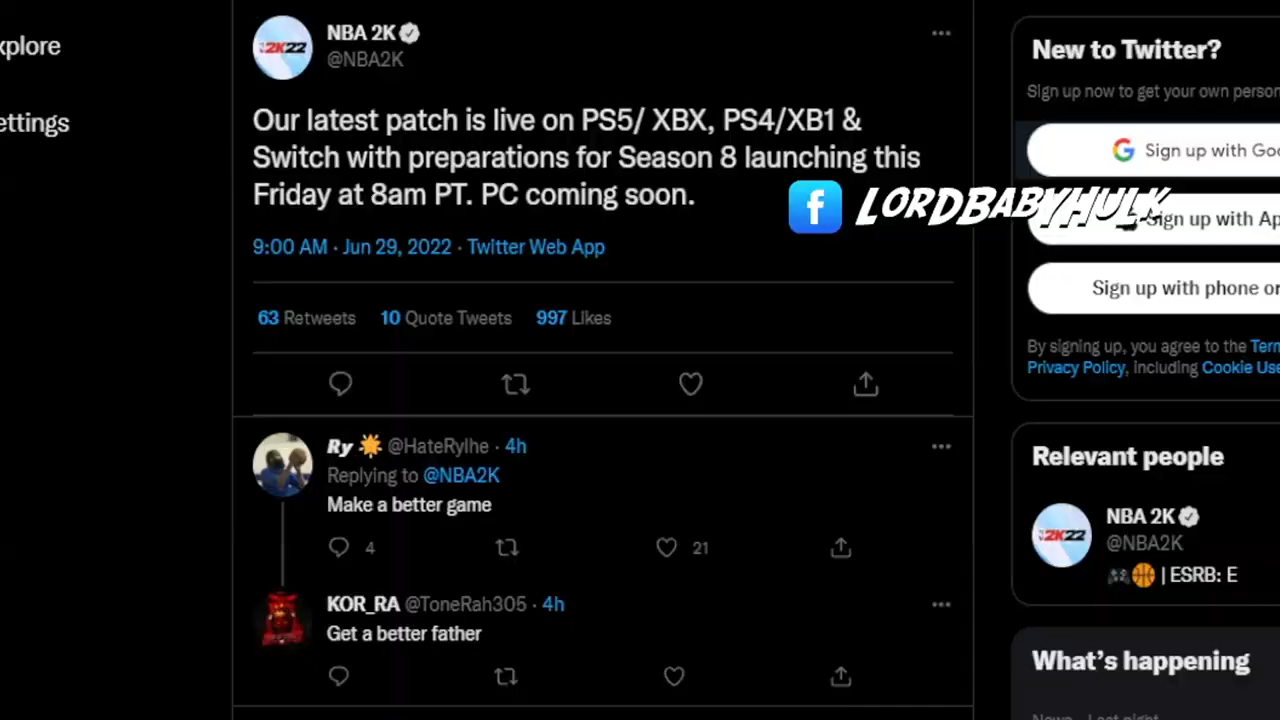 xplore
ettings
NBA 2K
@NBA2K
2K22
Our latest patch is live on PS5/ XBX, PS4/XB1 &
Switch with preparations for Season 8 launching this
Friday at 8am PT. PC coming soon.
9:00 AM · Jun 29, 2022 · Twitter Web App
63 Retweets 10 Quote Tweets 997 Likes
Ry @HateRylhe · 4h
Replying to @NBA2K
Make a better game
4 21
KOR_RA @ToneRah305 · 4h
Get a better father
f LORDBABYHULK
New to Twitter?
Sign up now to get your own person
Sign up with Goo
Sign up with Ap
Sign up with phone or
By signing up, you agree to the Term
Privacy Policy, including Cookie Use
Relevant people
2K22
NBA 2K
@NBA2K
| ESRB: E
What's happening